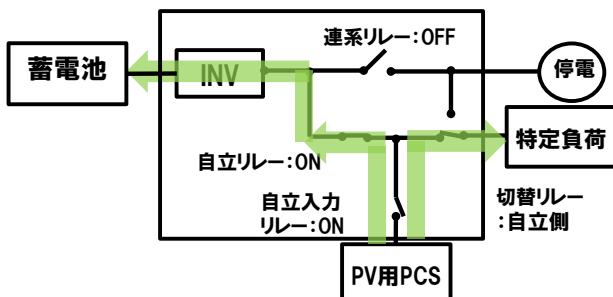 連系リレー：OFF
蓄電池
INV
停電
特定負荷
自立リレー：ON
自立入力
リレー：ON
切替リレー
：自立側
PV用PCS